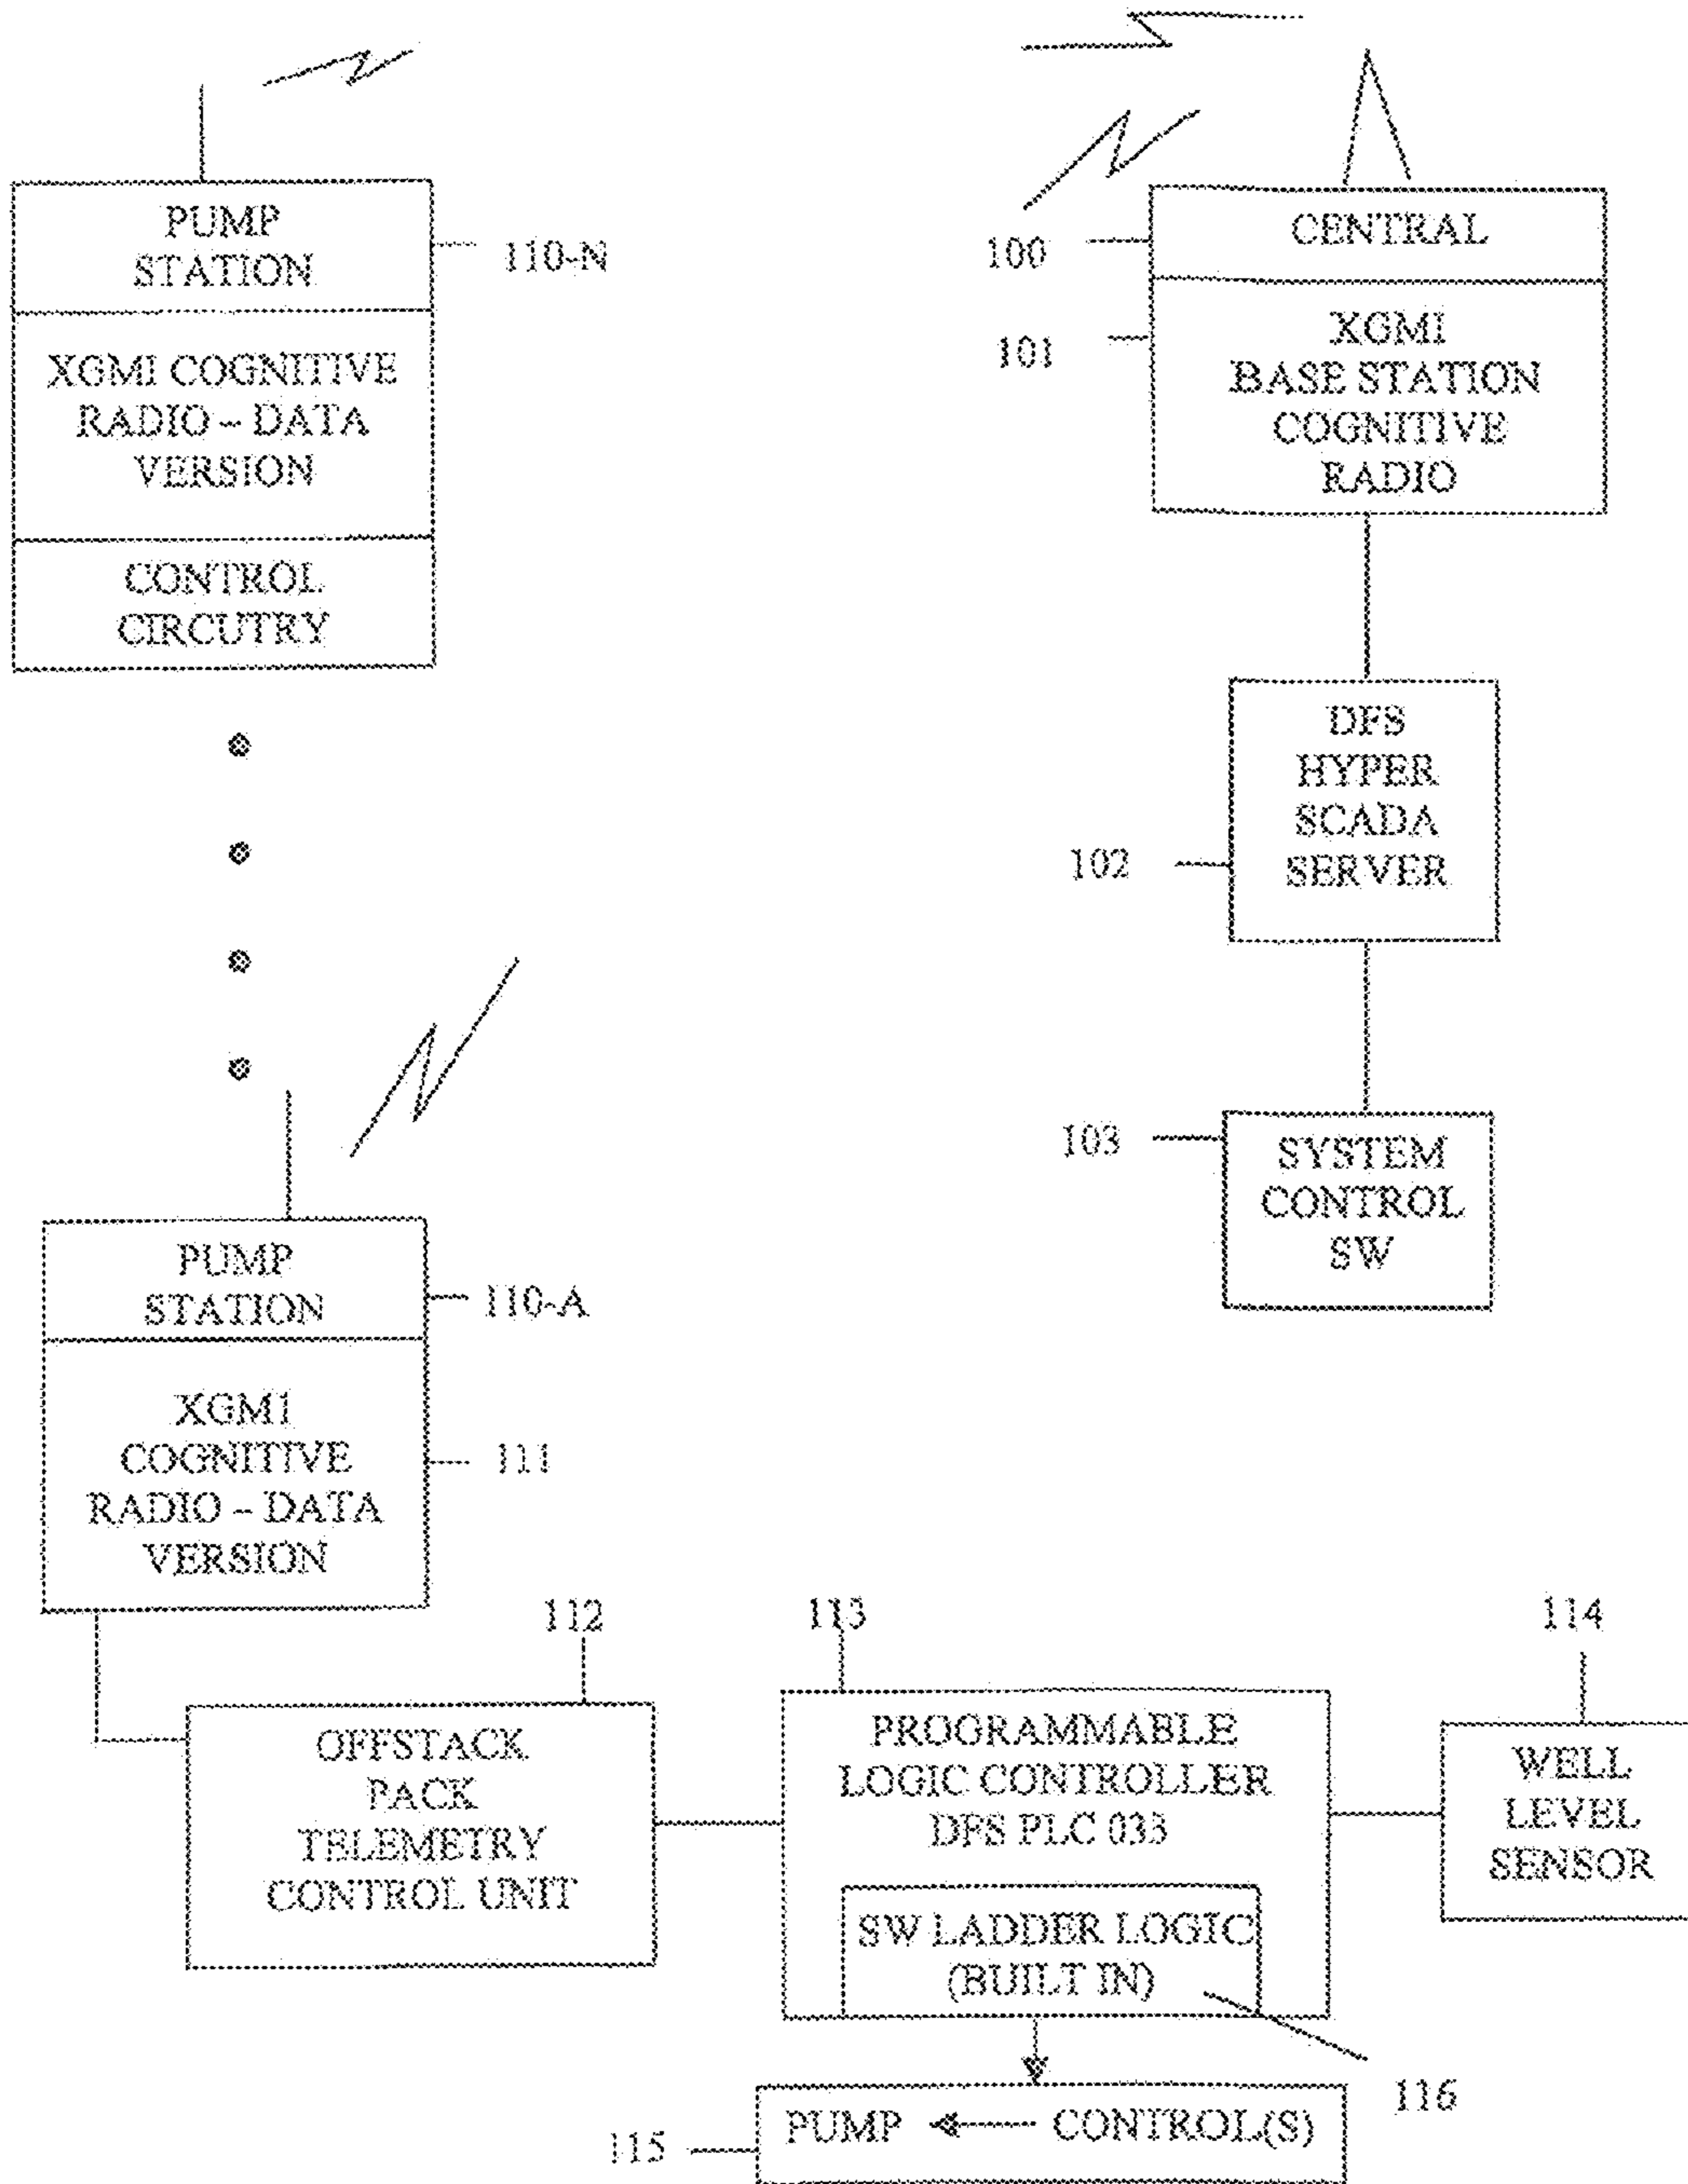 PUMP
STATION
110-N
XGMI COGNITIVE
RADIO – DATA
VERSION
CONTROL
CIRCUTRY
100
CENTRAL
101
XGMI
BASE STATION
COGNITIVE
RADIO
102
DFS
HYPER
SCADA
SERVER
103
SYSTEM
CONTROL
SW
PUMP
STATION
110-A
XGM1
COGNITIVE
RADIO – DATA
VERSION
111
112
OFFSTACK
PACK
TELEMETRY
CONTROL UNIT
113
PROGRAMMABLE
LOGIC CONTROLLER
DFS PLC 033
SW LADDER LOGIC
(BUILT IN)
114
WELL
LEVEL
SENSOR
116
115
PUMP CONTROL(S)